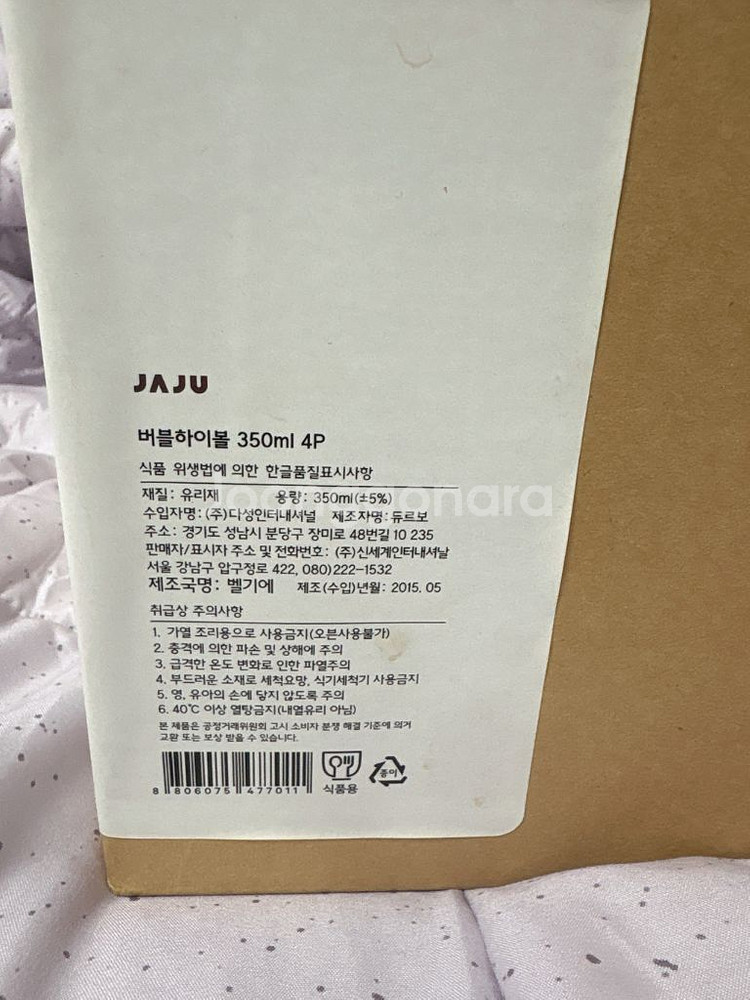 JAJU
버블하이볼 350ml 4P
식품 위생법에 의한 한글품질표시사항
재질: 유리재 용량: 350ml(±5%)
수입자명: (주)다성인터내셔널 제조자명: 듀르보
주소: 경기도 성남시 분당구 장미로 48번길 10 235
판매자/표시자 주소 및 전화번호: (주)신세계인터내셔날
서울 강남구 압구정로 422, 080)222-1532
제조국명: 벨기에 제조(수입)년월: 2015. 05
취급상 주의사항
1. 가열 조리용으로 사용금지(오븐사용불가)
2. 충격에 의한 파손 및 상해에 주의
3. 급격한 온도 변화로 인한 파열주의
4. 부드러운 소재로 세척요망, 식기세척기 사용금지
5. 영, 유아의 손에 닿지 않도록 주의
6. 40℃ 이상 열탕금지(내열유리 아님)
본 제품은 공정거래위원회 고시 소비자 분쟁 해결 기준에 의거
교환 또는 보상 받을 수 있습니다.
8 806075 477011
식품용
종이